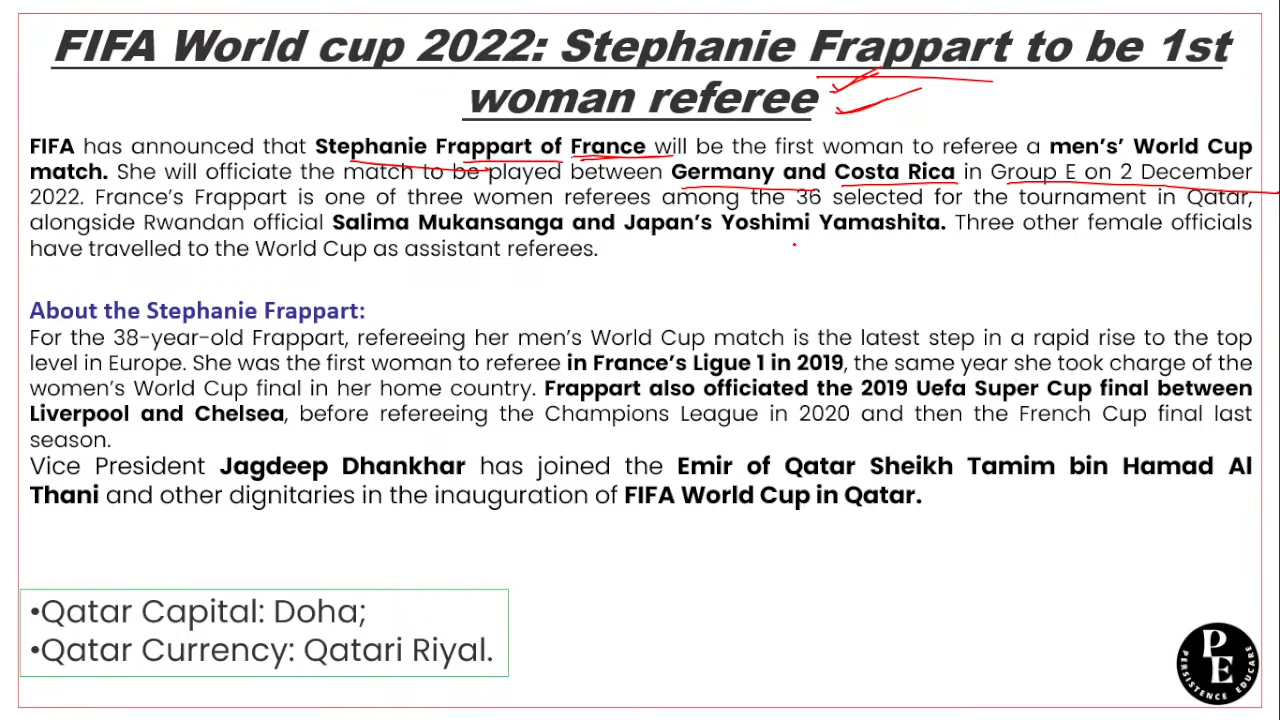 FIFA World cup 2022: Stephanie Frappart to be 1st
woman referee
FIFA has announced that Stephanie Frappart of France will be the first woman to referee a men's' World Cup
match. She will officiate the match to be played between Germany and Costa Rica in Group E on 2 December
2022. France's Frappart is one of three women referees among the 36 selected for the tournament in Qatar,
alongside Rwandan official Salima Mukansanga and Japan's Yoshimi Yamashita. Three other female officials
have travelled to the World Cup as assistant referees.
About the Stephanie Frappart:
For the 38-year-old Frappart, refereeing her men's World Cup match is the latest step in a rapid rise to the top
level in Europe. She was the first woman to referee in France's Ligue 1 in 2019, the same year she took charge of the
women's World Cup final in her home country. Frappart also officiated the 2019 Uefa Super Cup final between
Liverpool and Chelsea, before refereeing the Champions League in 2020 and then the French Cup final last
season.
Vice President Jagdeep Dhankhar has joined the Emir of Qatar Sheikh Tamim bin Hamad Al
Thani and other dignitaries in the inauguration of FIFA World Cup in Qatar.
•Qatar Capital: Doha;
•Qatar Currency: Qatari Riyal.
P
E
PERSISTENCE EDUCARE